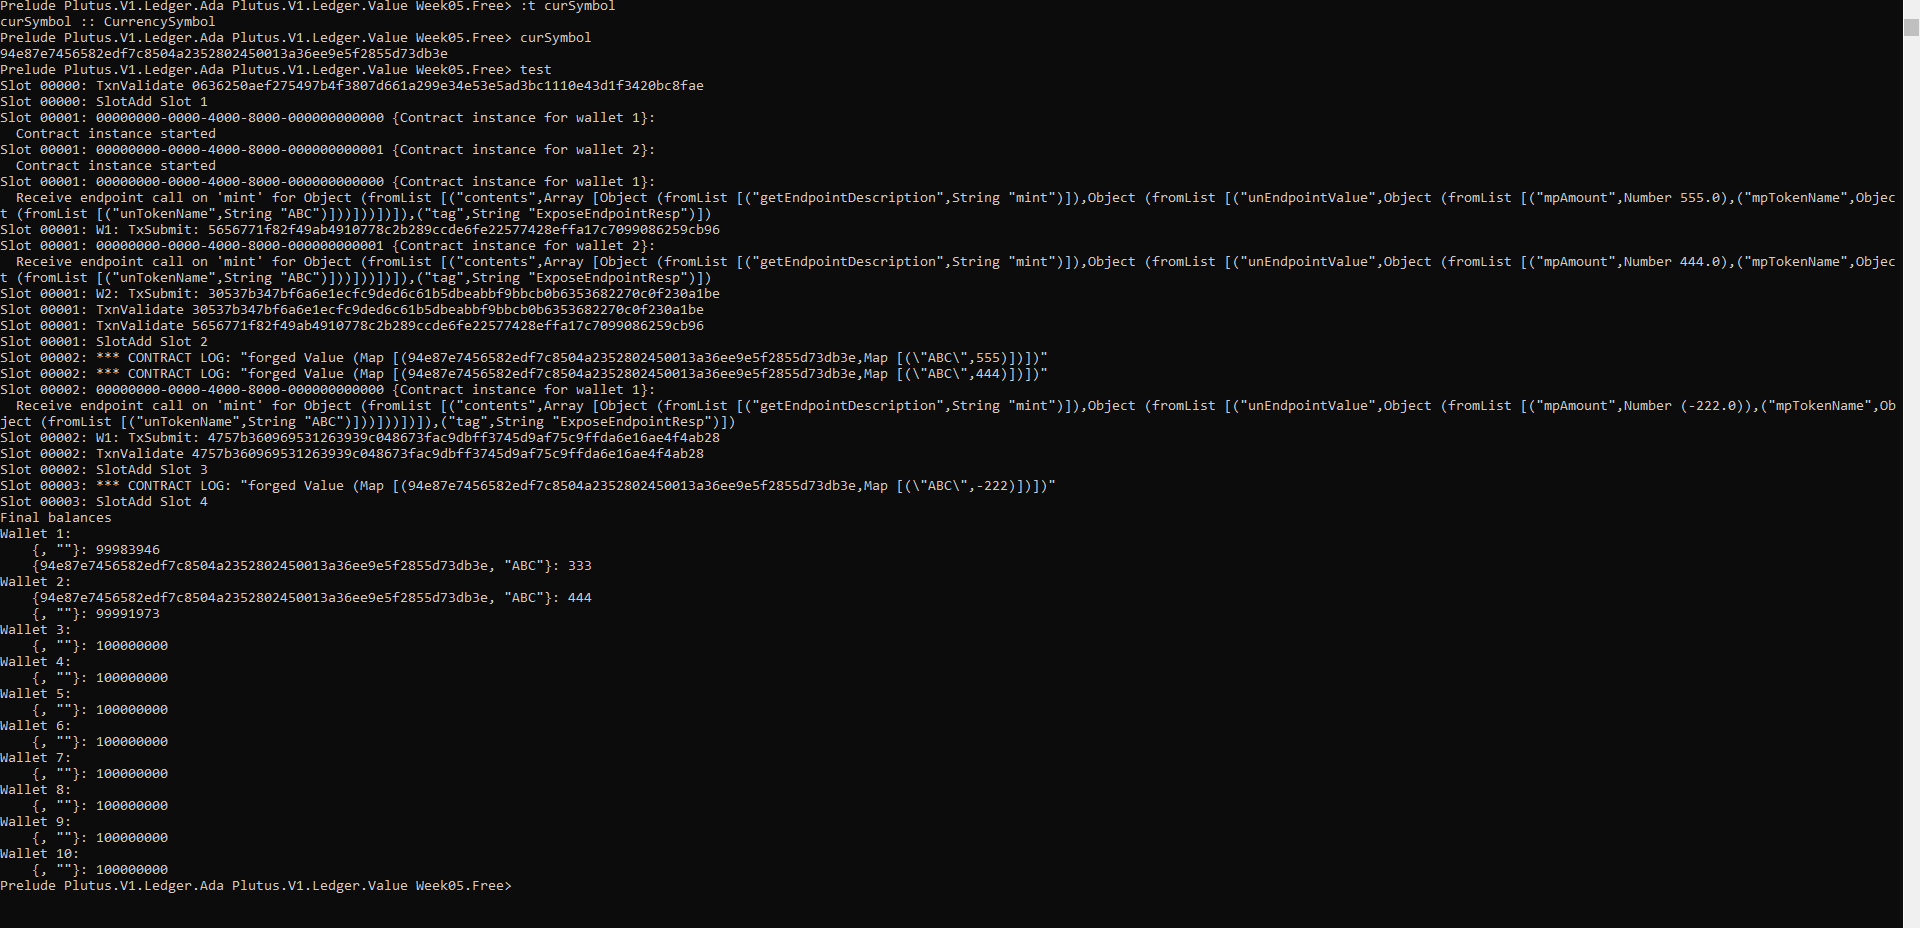 Prelude Plutus.V1.Ledger.Ada Plutus.V1.Ledger.Value Week05.Free> :t curSymbol
curSymbol :: CurrencySymbol
Prelude Plutus.V1.Ledger.Ada Plutus.V1.Ledger.Value Week05.Free> curSymbol
94e87e7456582edf7c8504a2352802450013a36ee9e5f2855d73db3e
Prelude Plutus.V1.Ledger.Ada Plutus.V1.Ledger.Value Week05.Free> test
Slot 00000: TxnValidate 0636250aef275497b4f3807d661a299e34e53e5ad3bc1110e43d1f3420bc8fae
Slot 00000: SlotAdd Slot 1
Slot 00001: 00000000-0000-4000-8000-000000000000 {Contract instance for wallet 1}:
  Contract instance started
Slot 00001: 00000000-0000-4000-8000-000000000001 {Contract instance for wallet 2}:
  Contract instance started
Slot 00001: 00000000-0000-4000-8000-000000000000 {Contract instance for wallet 1}:
  Receive endpoint call on 'mint' for Object (fromList [("contents",Array [Object (fromList [("getEndpointDescription",String "mint")]),Object (fromList [("unEndpointValue",Object (fromList [("mpAmount",Number 555.0),("mpTokenName",Objec
t (fromList [("unTokenName",String "ABC")]))]))])]),("tag",String "ExposeEndpointResp")])
Slot 00001: W1: TxSubmit: 5656771f82f49ab4910778c2b289ccde6fe22577428effa17c7099086259cb96
Slot 00001: 00000000-0000-4000-8000-000000000001 {Contract instance for wallet 2}:
  Receive endpoint call on 'mint' for Object (fromList [("contents",Array [Object (fromList [("getEndpointDescription",String "mint")]),Object (fromList [("unEndpointValue",Object (fromList [("mpAmount",Number 444.0),("mpTokenName",Objec
t (fromList [("unTokenName",String "ABC")]))]))])]),("tag",String "ExposeEndpointResp")])
Slot 00001: W2: TxSubmit: 30537b347bf6a6e1ecfc9ded6c61b5dbeabbf9bbcb0b6353682270c0f230a1be
Slot 00001: TxnValidate 30537b347bf6a6e1ecfc9ded6c61b5dbeabbf9bbcb0b6353682270c0f230a1be
Slot 00001: TxnValidate 5656771f82f49ab4910778c2b289ccde6fe22577428effa17c7099086259cb96
Slot 00001: SlotAdd Slot 2
Slot 00002: *** CONTRACT LOG: "forged Value (Map [(94e87e7456582edf7c8504a2352802450013a36ee9e5f2855d73db3e,Map [(\"ABC\",555)])])"
Slot 00002: *** CONTRACT LOG: "forged Value (Map [(94e87e7456582edf7c8504a2352802450013a36ee9e5f2855d73db3e,Map [(\"ABC\",444)])])"
Slot 00002: 00000000-0000-4000-8000-000000000000 {Contract instance for wallet 1}:
  Receive endpoint call on 'mint' for Object (fromList [("contents",Array [Object (fromList [("getEndpointDescription",String "mint")]),Object (fromList [("unEndpointValue",Object (fromList [("mpAmount",Number (-222.0)),("mpTokenName",Ob
ject (fromList [("unTokenName",String "ABC")]))]))])]),("tag",String "ExposeEndpointResp")])
Slot 00002: W1: TxSubmit: 4757b360969531263939c048673fac9dbff3745d9af75c9ffda6e16ae4f4ab28
Slot 00002: TxnValidate 4757b360969531263939c048673fac9dbff3745d9af75c9ffda6e16ae4f4ab28
Slot 00002: SlotAdd Slot 3
Slot 00003: *** CONTRACT LOG: "forged Value (Map [(94e87e7456582edf7c8504a2352802450013a36ee9e5f2855d73db3e,Map [(\"ABC\",-222)])])"
Slot 00003: SlotAdd Slot 4
Final balances
Wallet 1:
    {, ""}: 99983946
    {94e87e7456582edf7c8504a2352802450013a36ee9e5f2855d73db3e, "ABC"}: 333
Wallet 2:
    {94e87e7456582edf7c8504a2352802450013a36ee9e5f2855d73db3e, "ABC"}: 444
    {, ""}: 99991973
Wallet 3:
    {, ""}: 100000000
Wallet 4:
    {, ""}: 100000000
Wallet 5:
    {, ""}: 100000000
Wallet 6:
    {, ""}: 100000000
Wallet 7:
    {, ""}: 100000000
Wallet 8:
    {, ""}: 100000000
Wallet 9:
    {, ""}: 100000000
Wallet 10:
    {, ""}: 100000000
Prelude Plutus.V1.Ledger.Ada Plutus.V1.Ledger.Value Week05.Free>